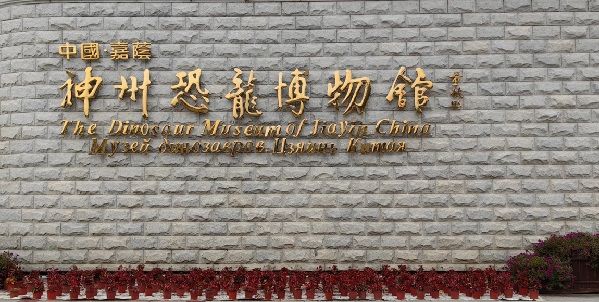 中國·嘉蔭
神州恐龍博物館
The Dinosaur Museum of Jiayin China
Музей динозавров Цзяинь Китая